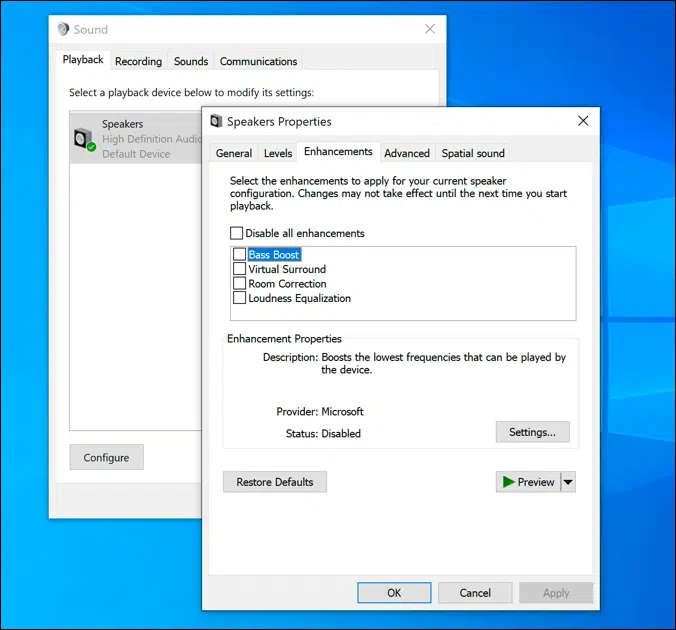 Sound
Playback
Recording
Sounds
Communications
Select a playback device below to modify its settings:
Speakers
High Definition Audio
Default Device
Configure
Speakers Properties
General
Levels
Enhancements
Advanced
Spatial sound
Select the enhancements to apply for your current speaker
configuration. Changes may not take effect until the next time you start
playback.
Disable all enhancements
Bass Boost
Virtual Surround
Room Correction
Loudness Equalization
Enhancement Properties
Description: Boosts the lowest frequencies that can be played by
the device.
Provider: Microsoft
Status: Disabled
Settings...
Restore Defaults
Preview
OK
Cancel
Apply